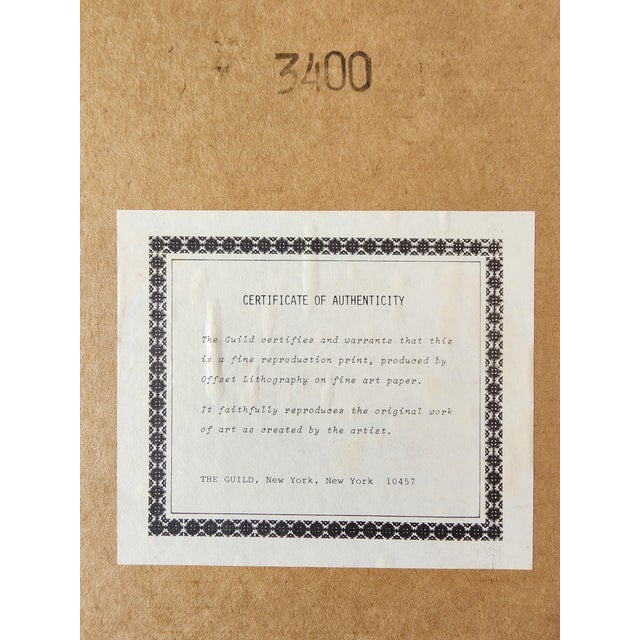 3400
CERTIFICATE OF AUTHENTICITY
The Guild certifies and warrants that this
is a fine reproduction print, produced by
Offset Lithography on fine art paper.
It faithfully reproduces the original work
of art as created by the artist.
THE GUILD, New York, New York 10457